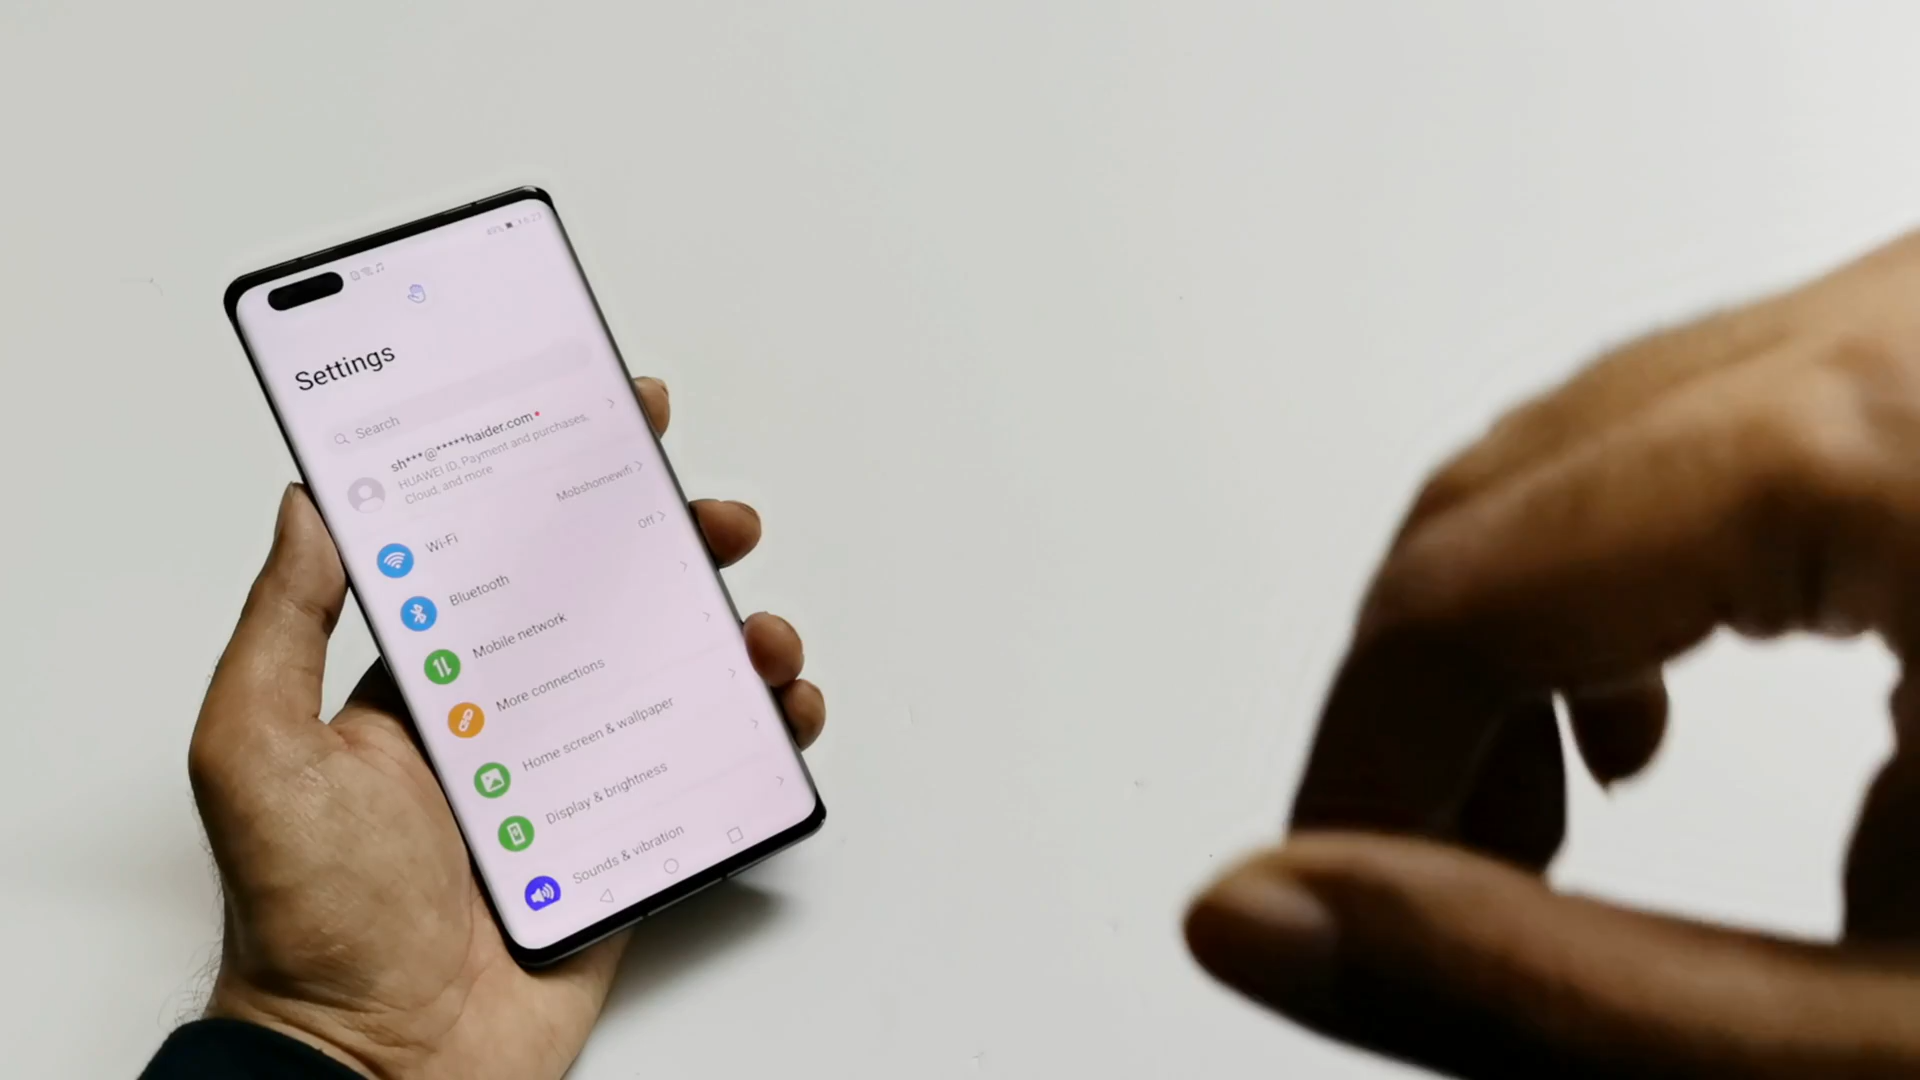 Settings
Search
sh***@*****haider.com
HUAWEI ID, Payment and purchases,
Cloud, and more
Wi-Fi
Mobshomewifi
Bluetooth
Off
Mobile network
More connections
Home screen & wallpaper
Display & brightness
Sounds & vibration